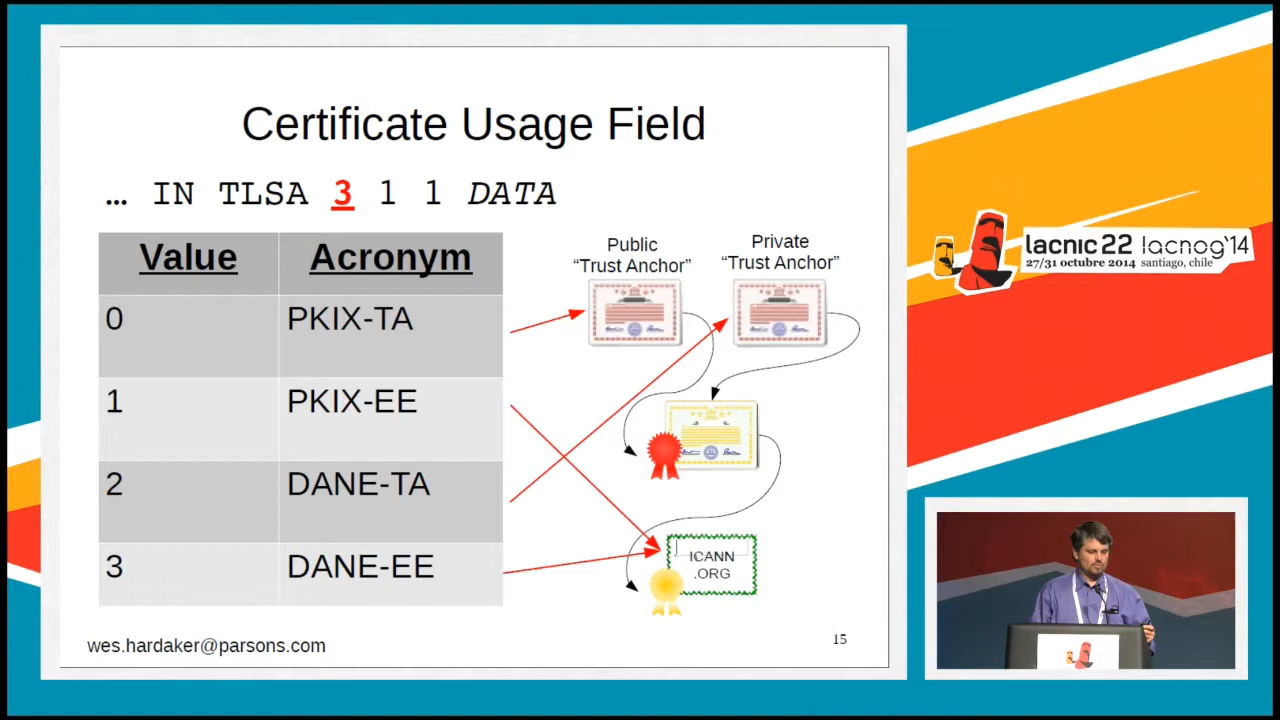 Certificate Usage Field
… IN TLSA 3 1 1 DATA
Value Acronym
0 PKIX-TA
1 PKIX-EE
2 DANE-TA
3 DANE-EE
Public
“Trust Anchor”
Private
“Trust Anchor”
ICANN
.ORG
wes.hardaker@parsons.com
15
lacnic 22 lacnog'14
27/31 octubre 2014 santiago, chile